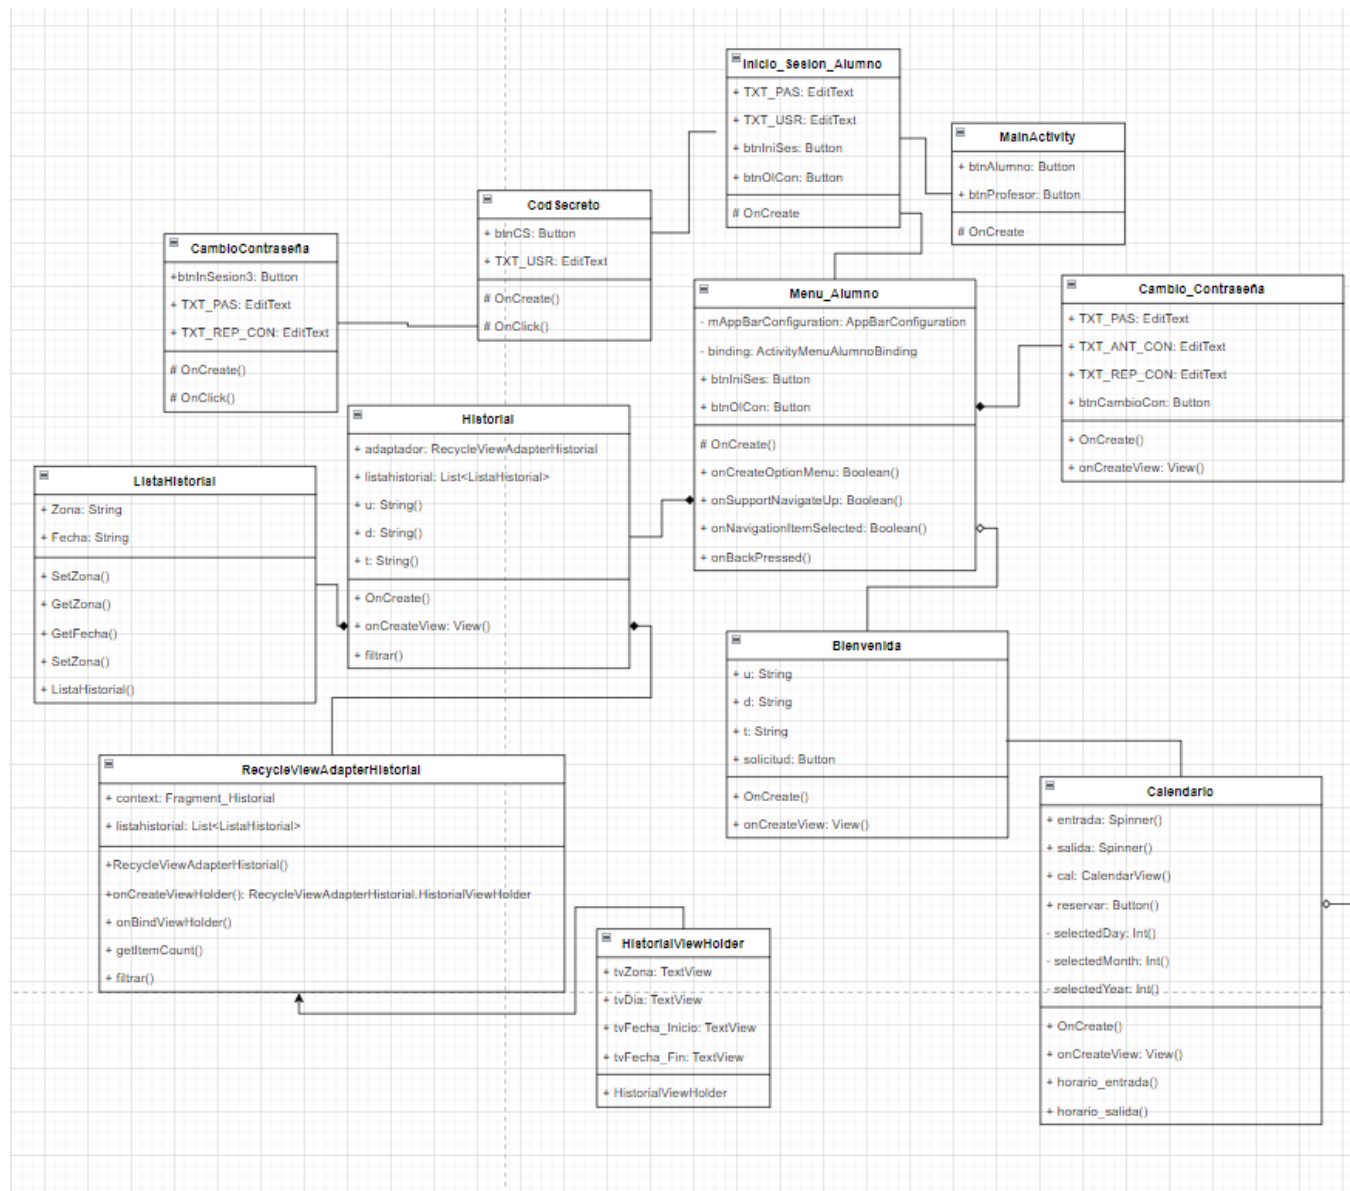 Inicio_Sesion_Alumno
+ TXT_PAS: EditText
+ TXT_USR: EditText
+ btnIniSes: Button
+ btnOlCon: Button
# OnCreate
MainActivity
+ btnAlumno: Button
+ btnProfesor: Button
# OnCreate
CodSecreto
+ btnCS: Button
+ TXT_USR: EditText
# OnCreate()
# OnClick()
CambioContraseña
+btnInSesion3: Button
+ TXT_PAS: EditText
+ TXT_REP_CON: EditText
# OnCreate()
# OnClick()
Menu_Alumno
- mAppBarConfiguration: AppBarConfiguration
- binding: ActivityMenuAlumnoBinding
+ btnIniSes: Button
+ btnOlCon: Button
# OnCreate()
+ onCreateOptionMenu: Boolean()
+ onSupportNavigateUp: Boolean()
+ onNavigationItemSelected: Boolean()
+ onBackPressed()
Cambio_Contraseña
+ TXT_PAS: EditText
+ TXT_ANT_CON: EditText
+ TXT_REP_CON: EditText
+ btnCambioCon: Button
+ OnCreate()
+ onCreateView: View()
Historial
+ adaptador: RecycleViewAdapterHistorial
+ listahistorial: List<ListaHistorial>
+ u: String()
+ d: String()
+ t: String()
+ OnCreate()
+ onCreateView: View()
+ filtrar()
ListaHistorial
+ Zona: String
+ Fecha: String
+ SetZona()
+ GetZona()
+ GetFecha()
+ SetZona()
+ ListaHistorial()
Bienvenida
+ u: String
+ d: String
+ t: String
+ solicitud: Button
+ OnCreate()
+ onCreateView: View()
RecycleViewAdapterHistorial
+ context: Fragment_Historial
+ listahistorial: List<ListaHistorial>
+RecycleViewAdapterHistorial()
+onCreateViewHolder(): RecycleViewAdapterHistorial.HistorialViewHolder
+ onBindViewHolder()
+ getItemCount()
+ filtrar()
Calendario
+ entrada: Spinner()
+ salida: Spinner()
+ cal: CalendarView()
+ reservar: Button()
- selectedDay: Int()
- selectedMonth: Int()
- selectedYear: Int()
+ OnCreate()
+ onCreateView: View()
+ horario_entrada()
+ horario_salida()
HistorialViewHolder
+ tvZona: TextView
+ tvDia: TextView
+ tvFecha_Inicio: TextView
+ tvFecha_Fin: TextView
+ HistorialViewHolder